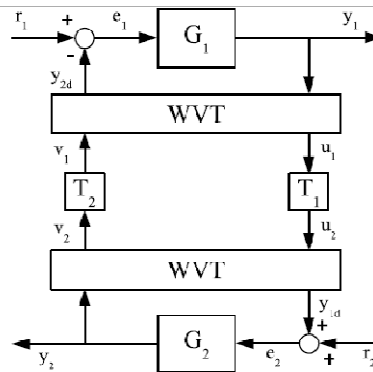 r₁ + e₁ G₁ y₁
-
y₂d
WVT
v₁ u₁
T₂ T₁
v₂ u₂
WVT
y₁d
+
y₂ G₂ e₂ + r₂